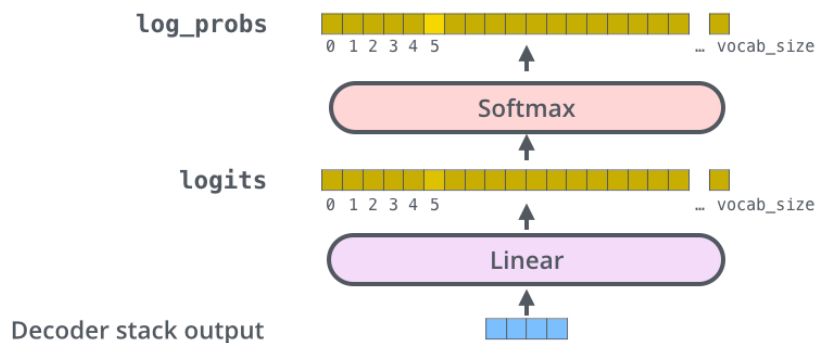 log_probs
0 1 2 3 4 5 … vocab_size
Softmax
logits
0 1 2 3 4 5 … vocab_size
Linear
Decoder stack output